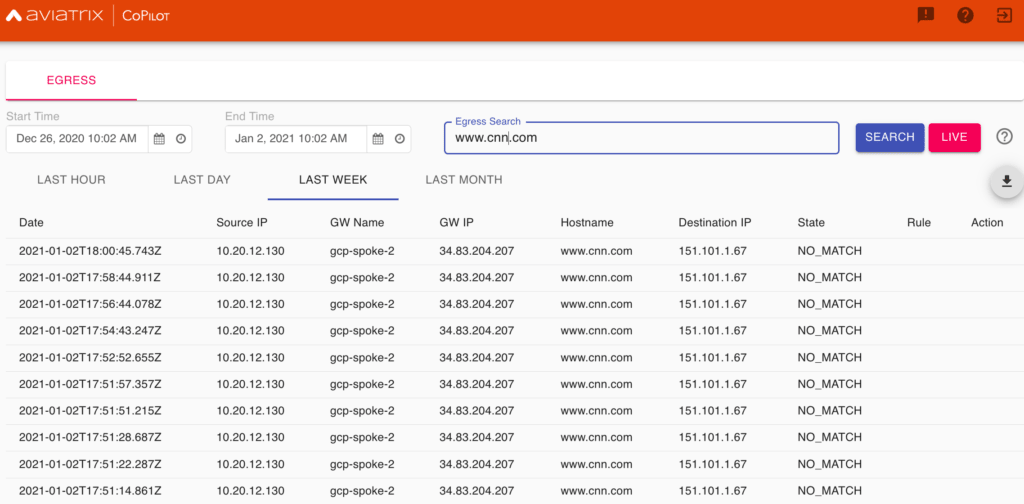 AVIATRIX CoPilot
EGRESS
Start Time End Time Egress Search
Dec 26, 2020 10:02 AM Jan 2, 2021 10:02 AM www.cnn.com SEARCH LIVE
LAST HOUR LAST DAY LAST WEEK LAST MONTH
Date Source IP GW Name GW IP Hostname Destination IP State Rule Action
2021-01-02T18:00:45.743Z 10.20.12.130 gcp-spoke-2 34.83.204.207 www.cnn.com 151.101.1.67 NO_MATCH
2021-01-02T17:58:44.911Z 10.20.12.130 gcp-spoke-2 34.83.204.207 www.cnn.com 151.101.1.67 NO_MATCH
2021-01-02T17:56:44.078Z 10.20.12.130 gcp-spoke-2 34.83.204.207 www.cnn.com 151.101.1.67 NO_MATCH
2021-01-02T17:54:43.247Z 10.20.12.130 gcp-spoke-2 34.83.204.207 www.cnn.com 151.101.1.67 NO_MATCH
2021-01-02T17:52:52.655Z 10.20.12.130 gcp-spoke-2 34.83.204.207 www.cnn.com 151.101.1.67 NO_MATCH
2021-01-02T17:51:57.357Z 10.20.12.130 gcp-spoke-2 34.83.204.207 www.cnn.com 151.101.1.67 NO_MATCH
2021-01-02T17:51:51.215Z 10.20.12.130 gcp-spoke-2 34.83.204.207 www.cnn.com 151.101.1.67 NO_MATCH
2021-01-02T17:51:28.687Z 10.20.12.130 gcp-spoke-2 34.83.204.207 www.cnn.com 151.101.1.67 NO_MATCH
2021-01-02T17:51:22.287Z 10.20.12.130 gcp-spoke-2 34.83.204.207 www.cnn.com 151.101.1.67 NO_MATCH
2021-01-02T17:51:14.861Z 10.20.12.130 gcp-spoke-2 34.83.204.207 www.cnn.com 151.101.1.67 NO_MATCH